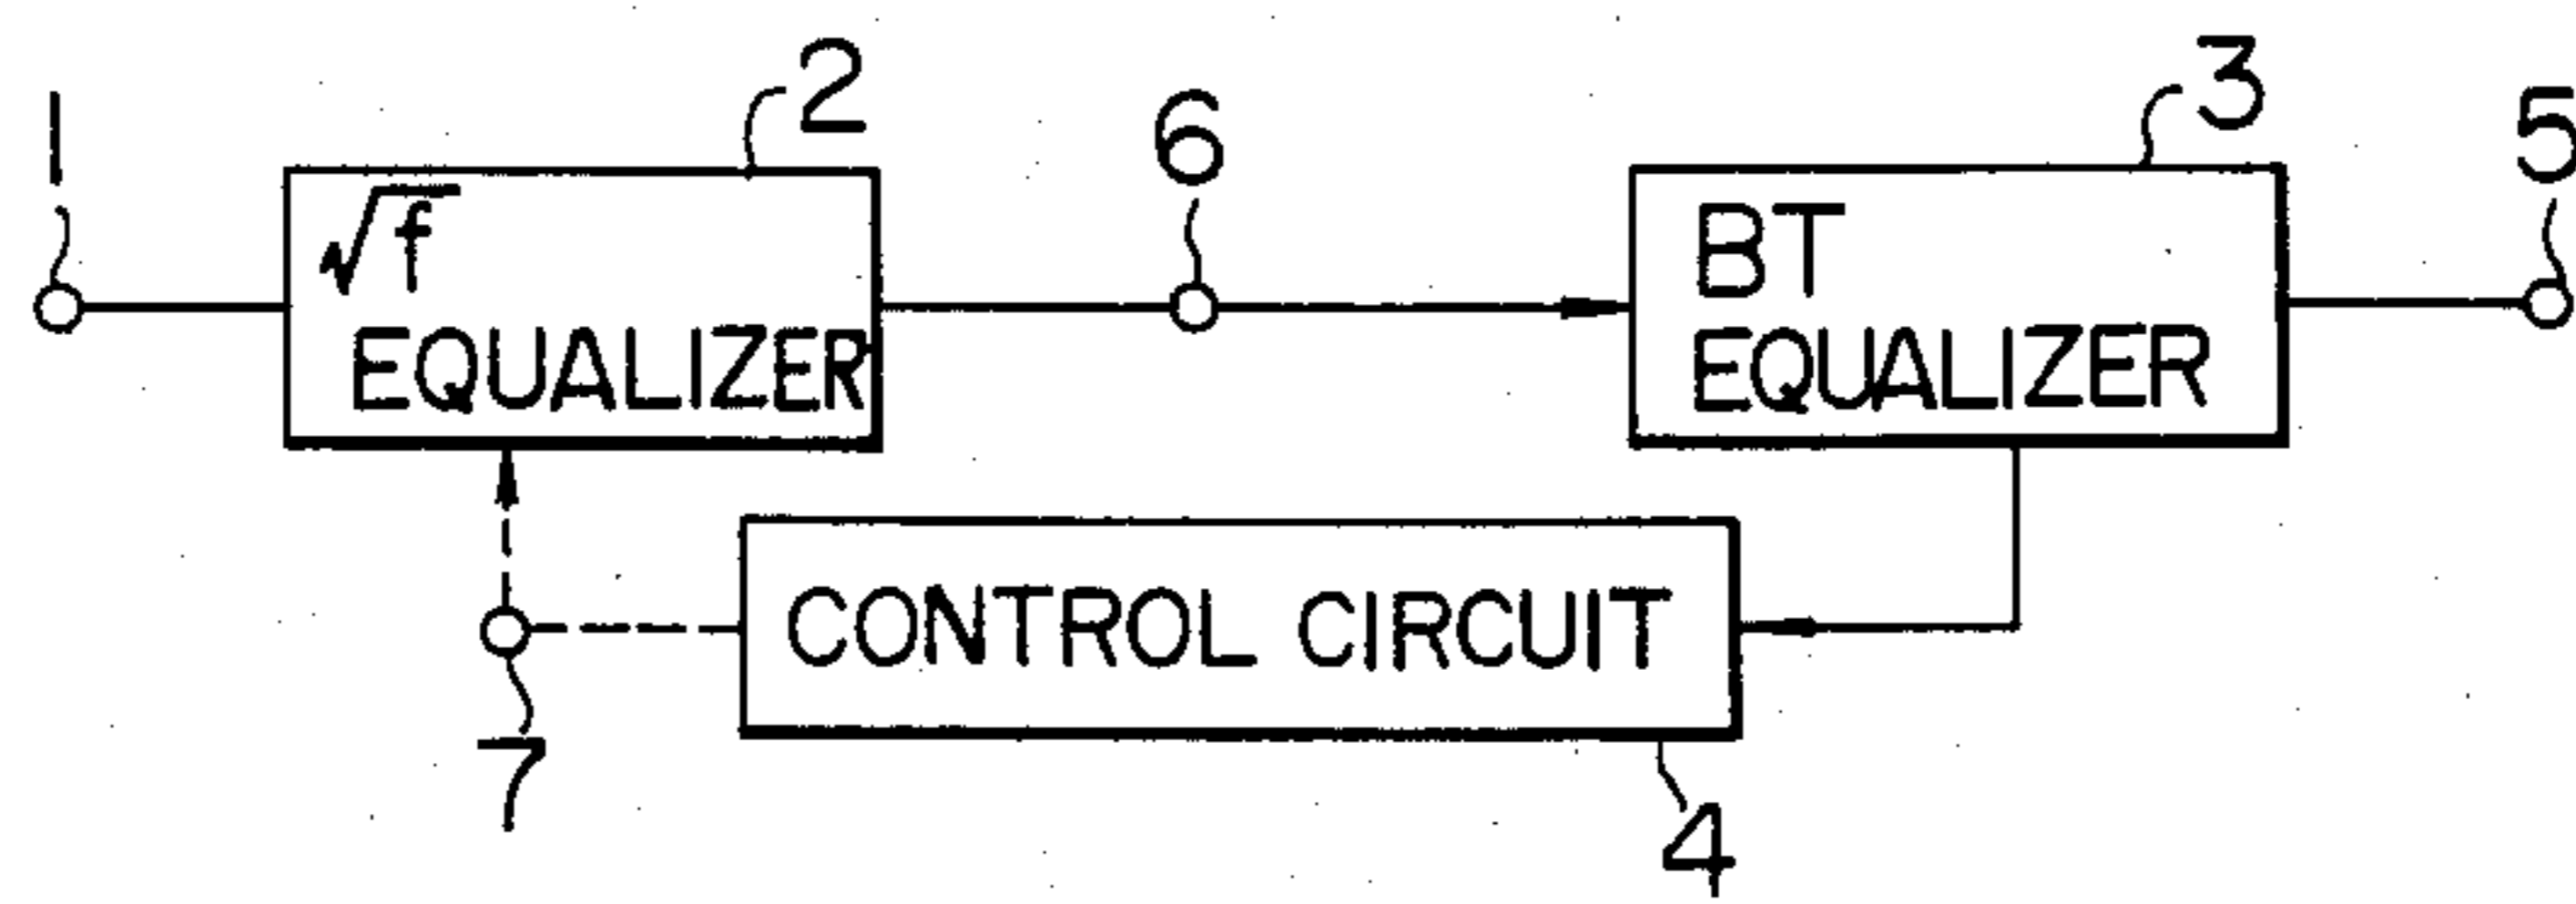 1
2
6
3
5
√f
EQUALIZER
BT
EQUALIZER
CONTROL CIRCUIT
7
4